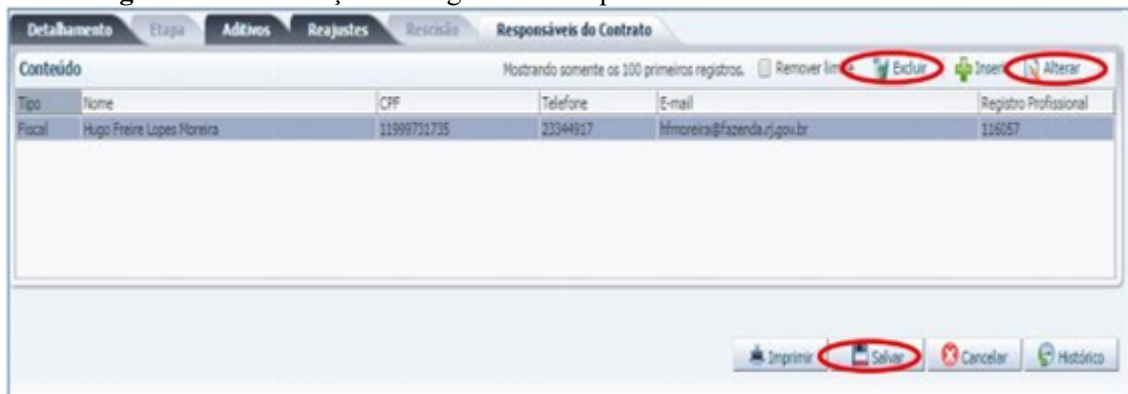 Detalhamento Etapa Aditivos Reajustes Rescisão Responsáveis do Contrato
Conteúdo Mostrando somente os 100 primeiros registros. Remover Excluir Inseri Alterar
Tipo Nome CPF Telefone E-mail Registro Profissional
Fiscal Hugo Freire Lopes Moreira 11999731735 23344917 hfmoreira@fazenda.rj.gov.br 116057
Imprimir Salvar Cancelar Histórico